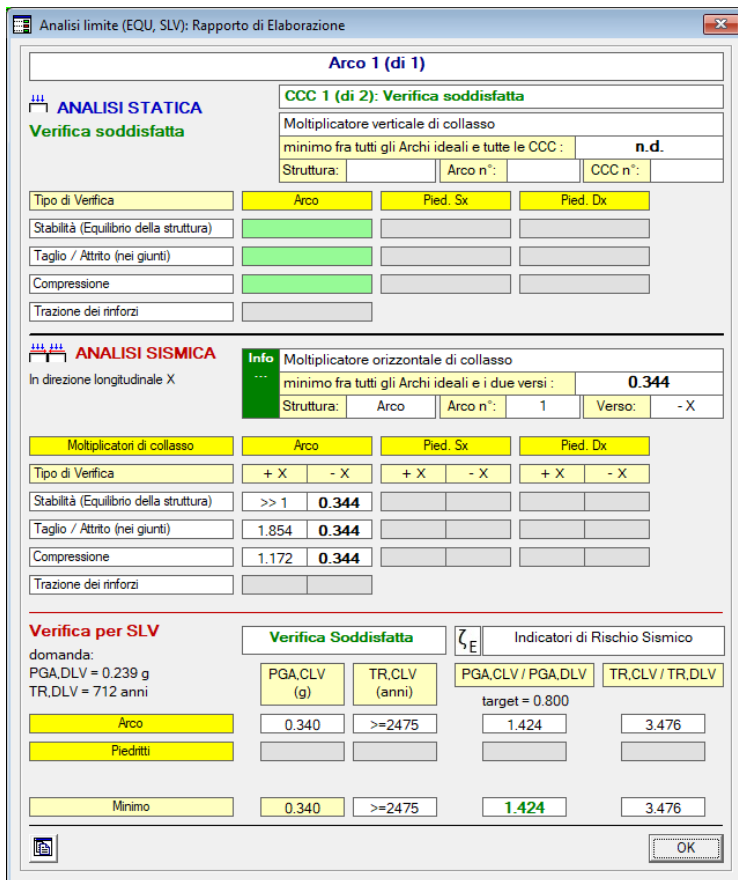 Analisi limite (EQU, SLV): Rapporto di Elaborazione
Arco 1 (di 1)
ANALISI STATICA
Verifica soddisfatta
CCC 1 (di 2): Verifica soddisfatta
Moltiplicatore verticale di collasso
minimo fra tutti gli Archi ideali e tutte le CCC : n.d.
Struttura: Arco n°: CCC n°:
Tipo di Verifica Arco Pied. Sx Pied. Dx
Stabilità (Equilibrio della struttura)
Taglio / Attrito (nei giunti)
Compressione
Trazione dei rinforzi
ANALISI SISMICA
In direzione longitudinale X
Info
...
Moltiplicatore orizzontale di collasso
minimo fra tutti gli Archi ideali e i due versi : 0.344
Struttura: Arco Arco n°: 1 Verso: - X
Moltiplicatori di collasso Arco Pied. Sx Pied. Dx
Tipo di Verifica + X - X + X - X + X - X
Stabilità (Equilibrio della struttura) >> 1 0.344
Taglio / Attrito (nei giunti) 1.854 0.344
Compressione 1.172 0.344
Trazione dei rinforzi
Verifica per SLV
domanda:
PGA,DLV = 0.239 g
TR,DLV = 712 anni
Verifica Soddisfatta ζE Indicatori di Rischio Sismico
PGA,CLV (g) TR,CLV (anni) PGA,CLV / PGA,DLV TR,CLV / TR,DLV
target = 0.800
Arco 0.340 >=2475 1.424 3.476
Piedritti
Minimo 0.340 >=2475 1.424 3.476
OK